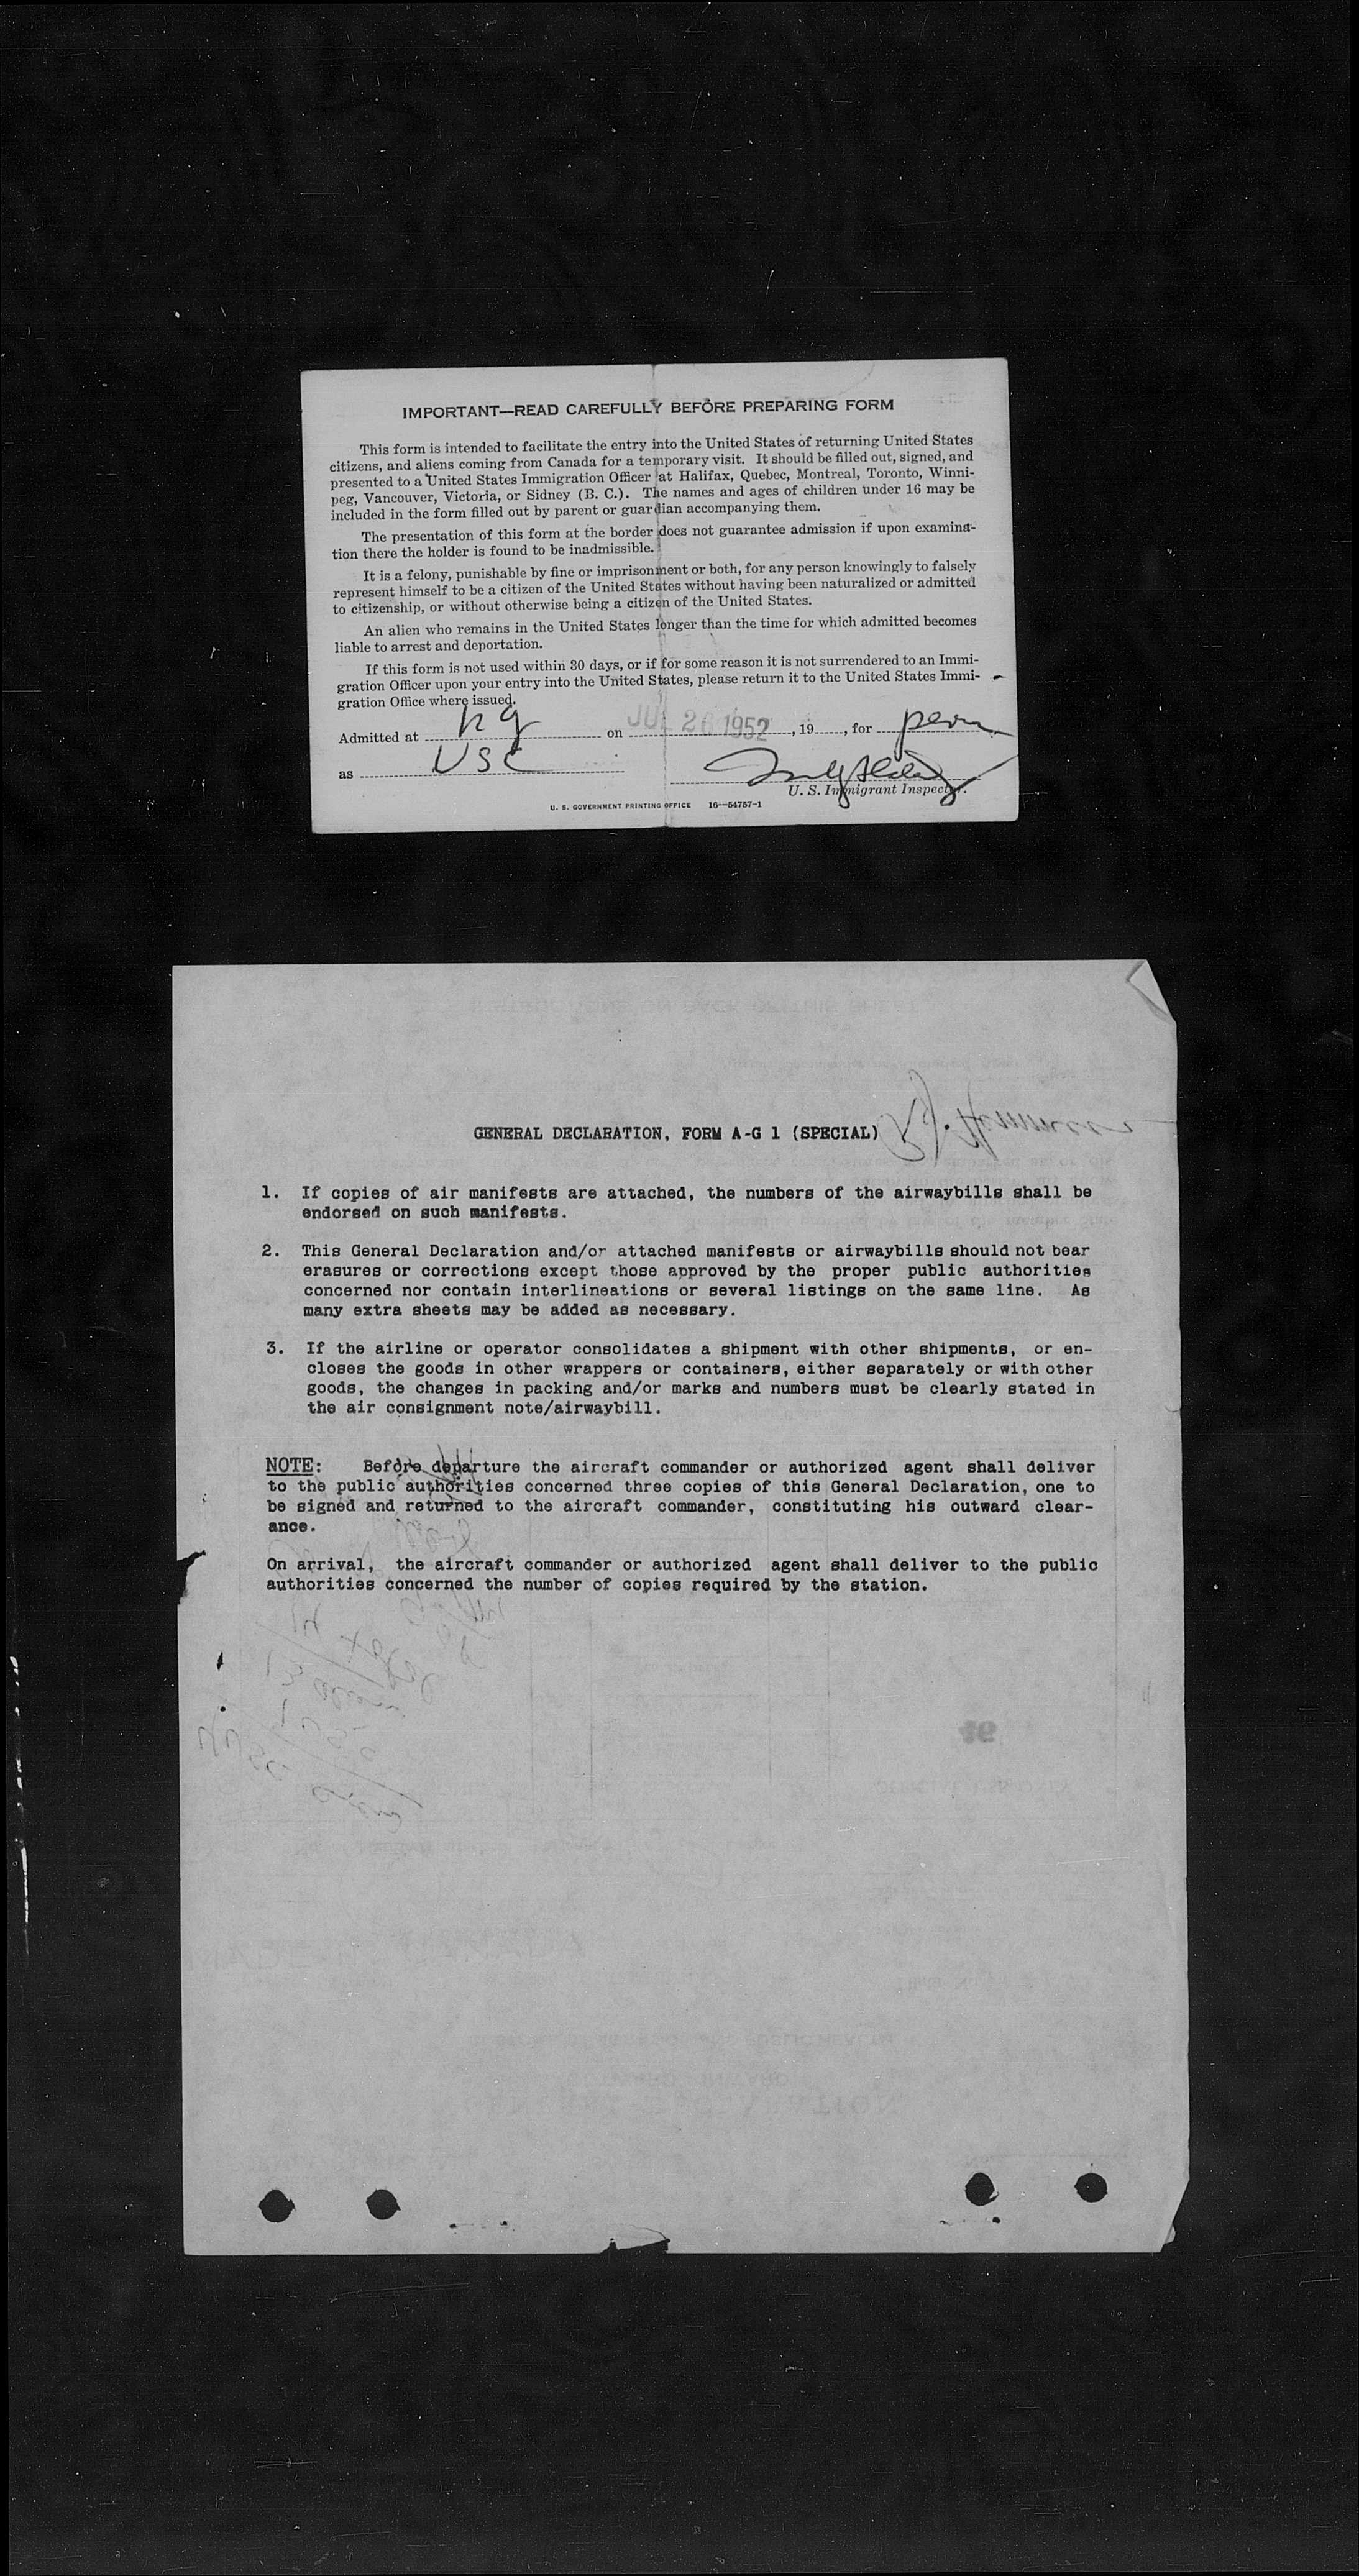 IMPORTANT—READ CAREFULLY BEFORE PREPARING FORM
This form is intended to facilitate the entry into the United States of returning United States
citizens, and aliens coming from Canada for a temporary visit. It should be filled out, signed, and
presented to a United States Immigration Officer at Halifax, Quebec, Montreal, Toronto, Winni-
peg, Vancouver, Victoria, or Sidney (B. C.). The names and ages of children under 16 may be
included in the form filled out by parent or guardian accompanying them.
The presentation of this form at the border does not guarantee admission if upon examina-
tion there the holder is found to be inadmissible.
It is a felony, punishable by fine or imprisonment or both, for any person knowingly to falsely
represent himself to be a citizen of the United States without having been naturalized or admitted
to citizenship, or without otherwise being a citizen of the United States.
An alien who remains in the United States longer than the time for which admitted becomes
liable to arrest and deportation.
If this form is not used within 30 days, or if for some reason it is not surrendered to an Immi-
gration Officer upon your entry into the United States, please return it to the United States Immi-
gration Office where issued.
Admitted at on JUL 26 1952, 19, for perm
as USC
U. S. Immigrant Inspector.
U. S. GOVERNMENT PRINTING OFFICE 16—54757-1
GENERAL DECLARATION, FORM A-G 1 (SPECIAL)
1. If copies of air manifests are attached, the numbers of the airwaybills shall be
endorsed on such manifests.
2. This General Declaration and/or attached manifests or airwaybills should not bear
erasures or corrections except those approved by the proper public authorities
concerned nor contain interlineations or several listings on the same line. As
many extra sheets may be added as necessary.
3. If the airline or operator consolidates a shipment with other shipments, or en-
closes the goods in other wrappers or containers, either separately or with other
goods, the changes in packing and/or marks and numbers must be clearly stated in
the air consignment note/airwaybill.
NOTE: Before departure the aircraft commander or authorized agent shall deliver
to the public authorities concerned three copies of this General Declaration, one to
be signed and returned to the aircraft commander, constituting his outward clear-
ance.
On arrival, the aircraft commander or authorized agent shall deliver to the public
authorities concerned the number of copies required by the station.